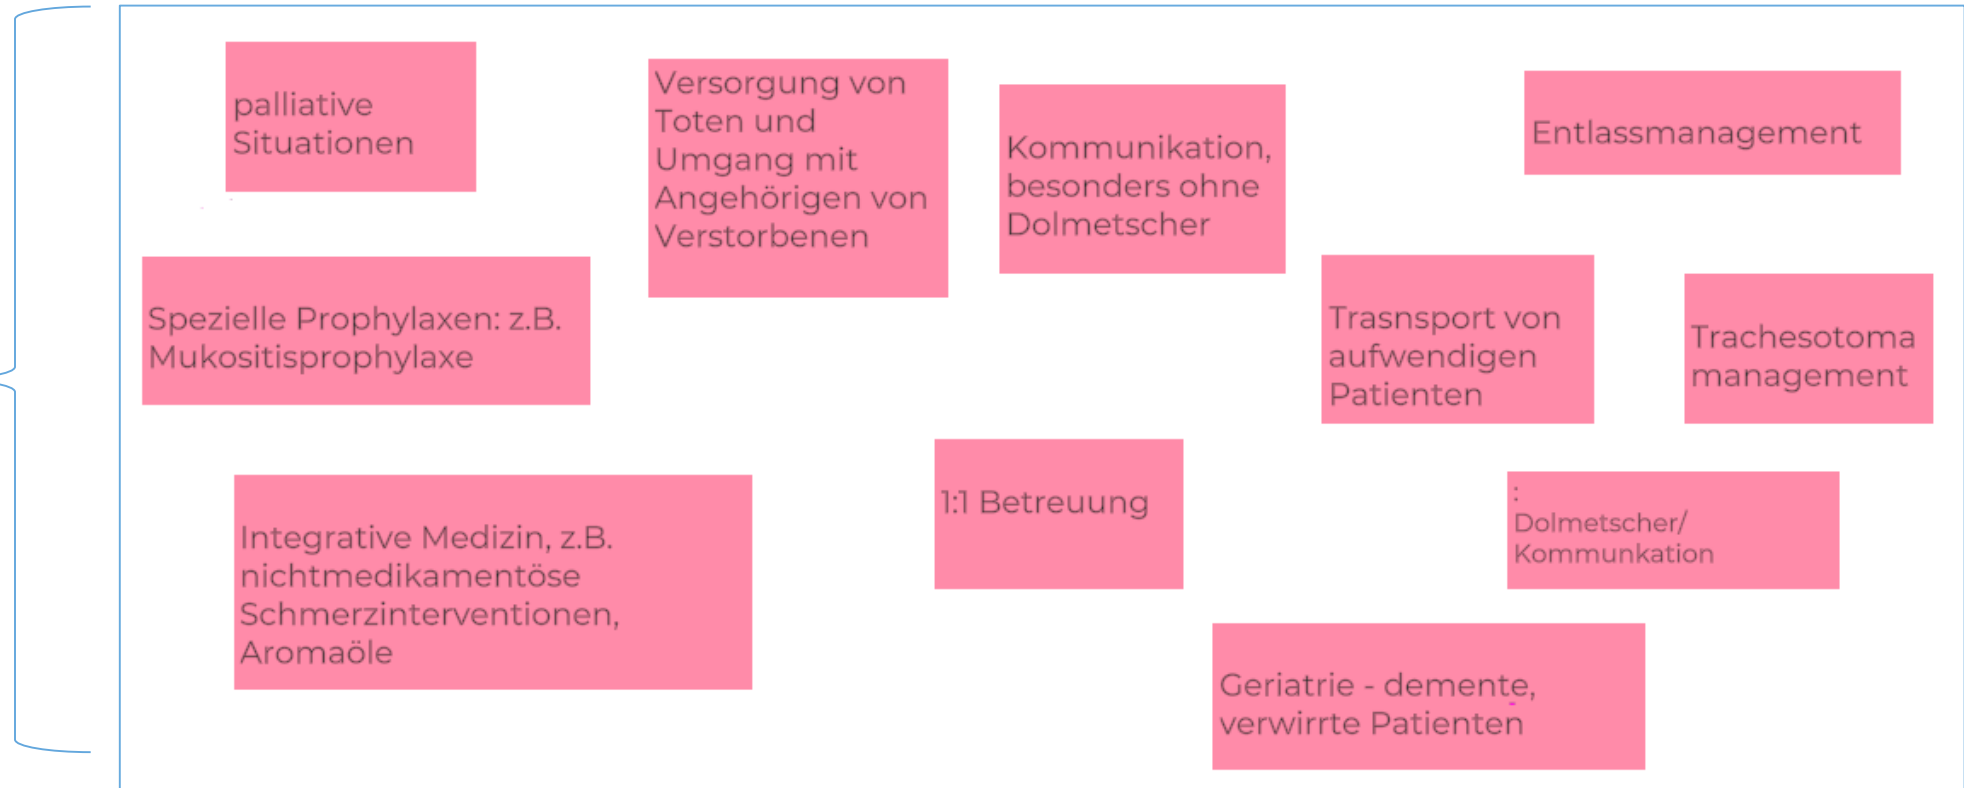 palliative
Situationen
Versorgung von
Toten und
Umgang mit
Angehörigen von
Verstorbenen
Kommunikation,
besonders ohne
Dolmetscher
Entlassmanagement
Spezielle Prophylaxen: z.B.
Mukositisprophylaxe
Trasnsport von
aufwendigen
Patienten
Trachesotoma
management
Integrative Medizin, z.B.
nichtmedikamentöse
Schmerzinterventionen,
Aromaöle
1:1 Betreuung
:
Dolmetscher/
Kommunkation
Geriatrie - demente,
verwirrte Patienten